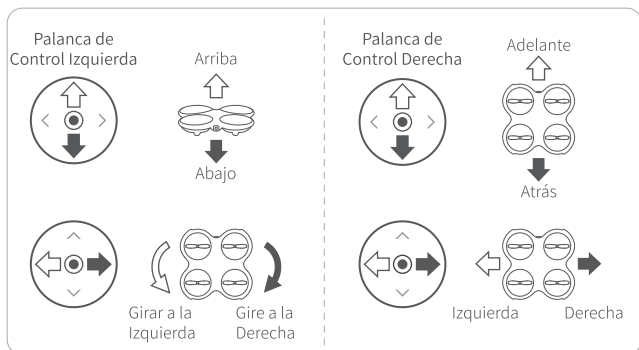 Palanca de
Control Izquierda
Arriba
Abajo
Girar a la
Izquierda
Gire a la
Derecha
Palanca de
Control Derecha
Adelante
Atrás
Izquierda
Derecha